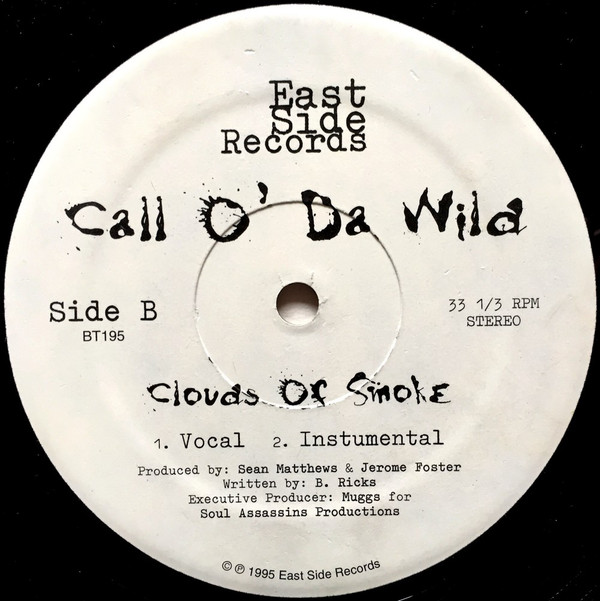 East
Side
Records
Call O' Da Wild
Side B
BT195
33 1/3 RPM
STEREO
Clouds Of Smoke
1. Vocal 2. Instumental
Produced by: Sean Matthews & Jerome Foster
Written by: B. Ricks
Executive Producer: Muggs for
Soul Assassins Productions
© ℗ 1995 East Side Records